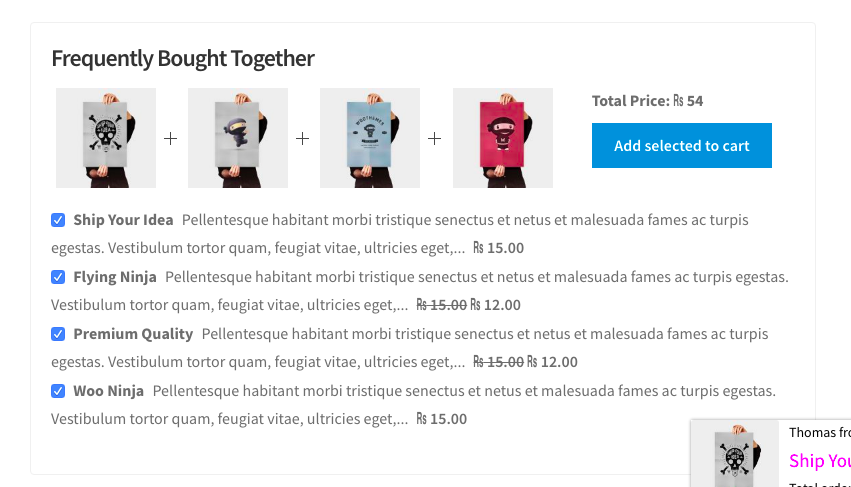 Frequently Bought Together
Total Price: ₨ 54
Add selected to cart
Ship Your Idea Pellentesque habitant morbi tristique senectus et netus et malesuada fames ac turpis
egestas. Vestibulum tortor quam, feugiat vitae, ultricies eget,... ₨ 15.00
Flying Ninja Pellentesque habitant morbi tristique senectus et netus et malesuada fames ac turpis egestas.
Vestibulum tortor quam, feugiat vitae, ultricies eget,... ₨ 15.00 ₨ 12.00
Premium Quality Pellentesque habitant morbi tristique senectus et netus et malesuada fames ac turpis
egestas. Vestibulum tortor quam, feugiat vitae, ultricies eget,... ₨ 15.00 ₨ 12.00
Woo Ninja Pellentesque habitant morbi tristique senectus et netus et malesuada fames ac turpis egestas.
Vestibulum tortor quam, feugiat vitae, ultricies eget,... ₨ 15.00
Thomas fro
Ship You